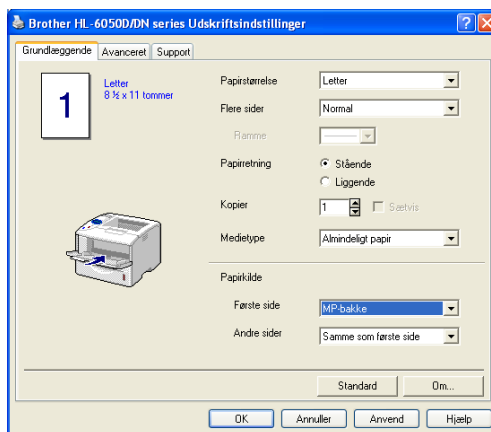 Brother HL-6050D/DN series Udskriftsindstillinger
Grundlæggende Avanceret Support
1
Letter
8 ½ x 11 tommer
Papirstørrelse Letter
Flere sider Normal
Ramme
Papirretning Stående
Liggende
Kopier 1 Sætvis
Medietype Almindeligt papir
Papirkilde
Første side MP-bakke
Andre sider Samme som første side
Standard Om...
OK Annuller Anvend Hjælp